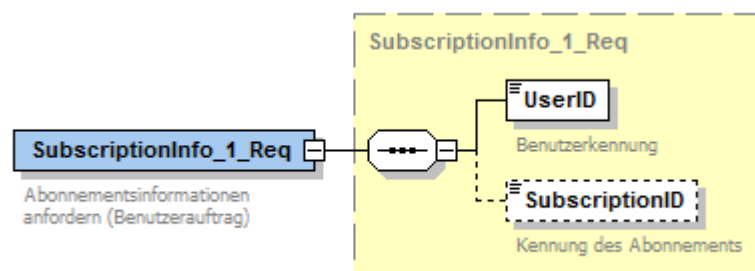 SubscriptionInfo_1_Req
UserID
Benutzerkennung
SubscriptionInfo_1_Req
Abonnementsinformationen
anfordern (Benutzerauftrag)
SubscriptionID
Kennung des Abonnements